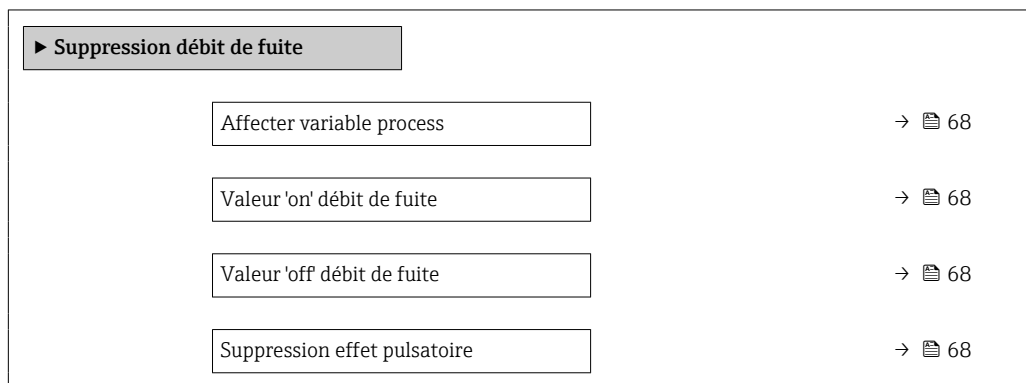 ► Suppression débit de fuite
Affecter variable process → 68
Valeur 'on' débit de fuite → 68
Valeur 'off' débit de fuite → 68
Suppression effet pulsatoire → 68